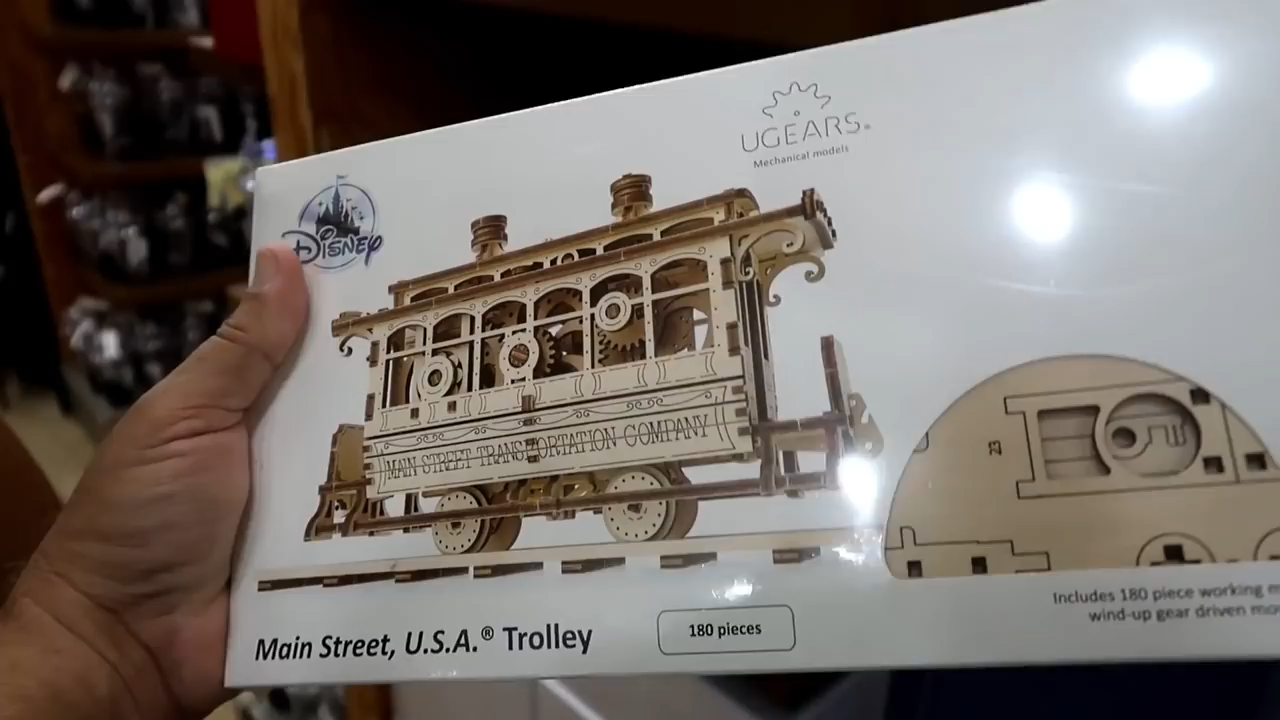 UGEARS®
Mechanical models
DISNEY
MAIN STREET TRANSPORTATION COMPANY
23
Includes 180 piece working
wind-up gear driven
180 pieces
Main Street, U.S.A.® Trolley